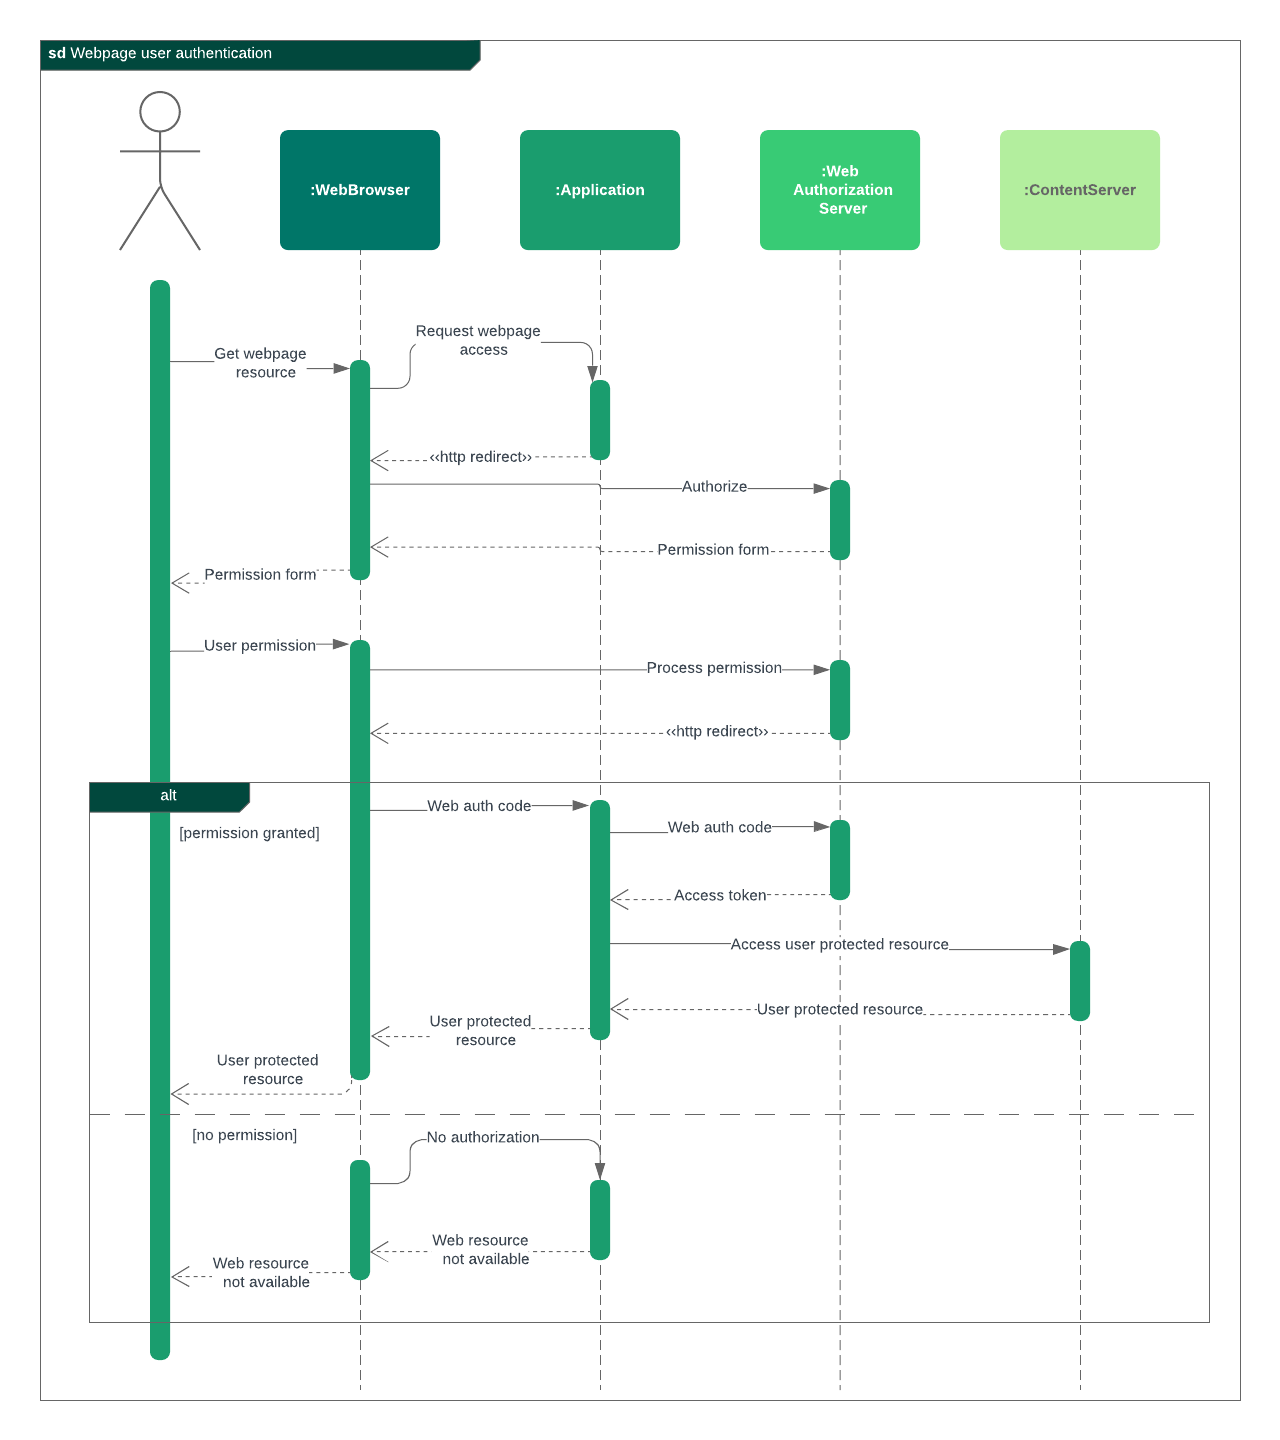 sd Webpage user authentication
:WebBrowser
:Application
:Web
Authorization
Server
:ContentServer
Request webpage
access
Get webpage
resource
‹‹http redirect››
Authorize
Permission form
Permission form
User permission
Process permission
‹‹http redirect››
alt
Web auth code
Web auth code
[permission granted]
Access token
Access user protected resource
User protected resource
User protected
resource
User protected
resource
[no permission]
No authorization
Web resource
not available
Web resource
not available